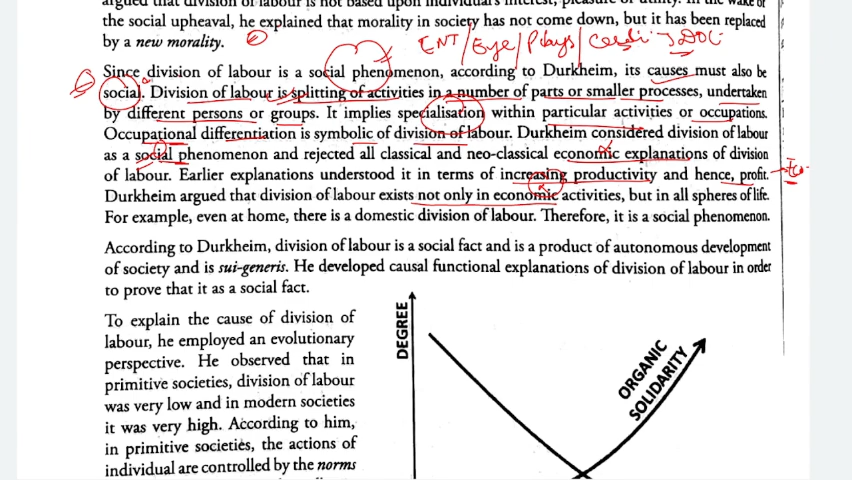 argued that division of labour is not based upon individual's interest, pleasure or utility. In the wake of
the social upheaval, he explained that morality in society has not come down, but it has been replaced
by a new morality.
ENT / Eye / / → DOC
Since division of labour is a social phenomenon, according to Durkheim, its causes must also be
social. Division of labour is splitting of activities in a number of parts or smaller processes, undertaken
by different persons or groups. It implies specialisation within particular activities or occupations.
Occupational differentiation is symbolic of division of labour. Durkheim considered division of labour
as a social phenomenon and rejected all classical and neo-classical economic explanations of division
of labour. Earlier explanations understood it in terms of increasing productivity and hence, profit. → Eco.
Durkheim argued that division of labour exists not only in economic activities, but in all spheres of life.
For example, even at home, there is a domestic division of labour. Therefore, it is a social phenomenon.
According to Durkheim, division of labour is a social fact and is a product of autonomous development
of society and is sui-generis. He developed causal functional explanations of division of labour in order
to prove that it as a social fact.
To explain the cause of division of
labour, he employed an evolutionary
perspective. He observed that in
primitive societies, division of labour
was very low and in modern societies
it was very high. According to him,
in primitive societies, the actions of
individual are controlled by the norms
DEGREE
ORGANIC
SOLIDARITY